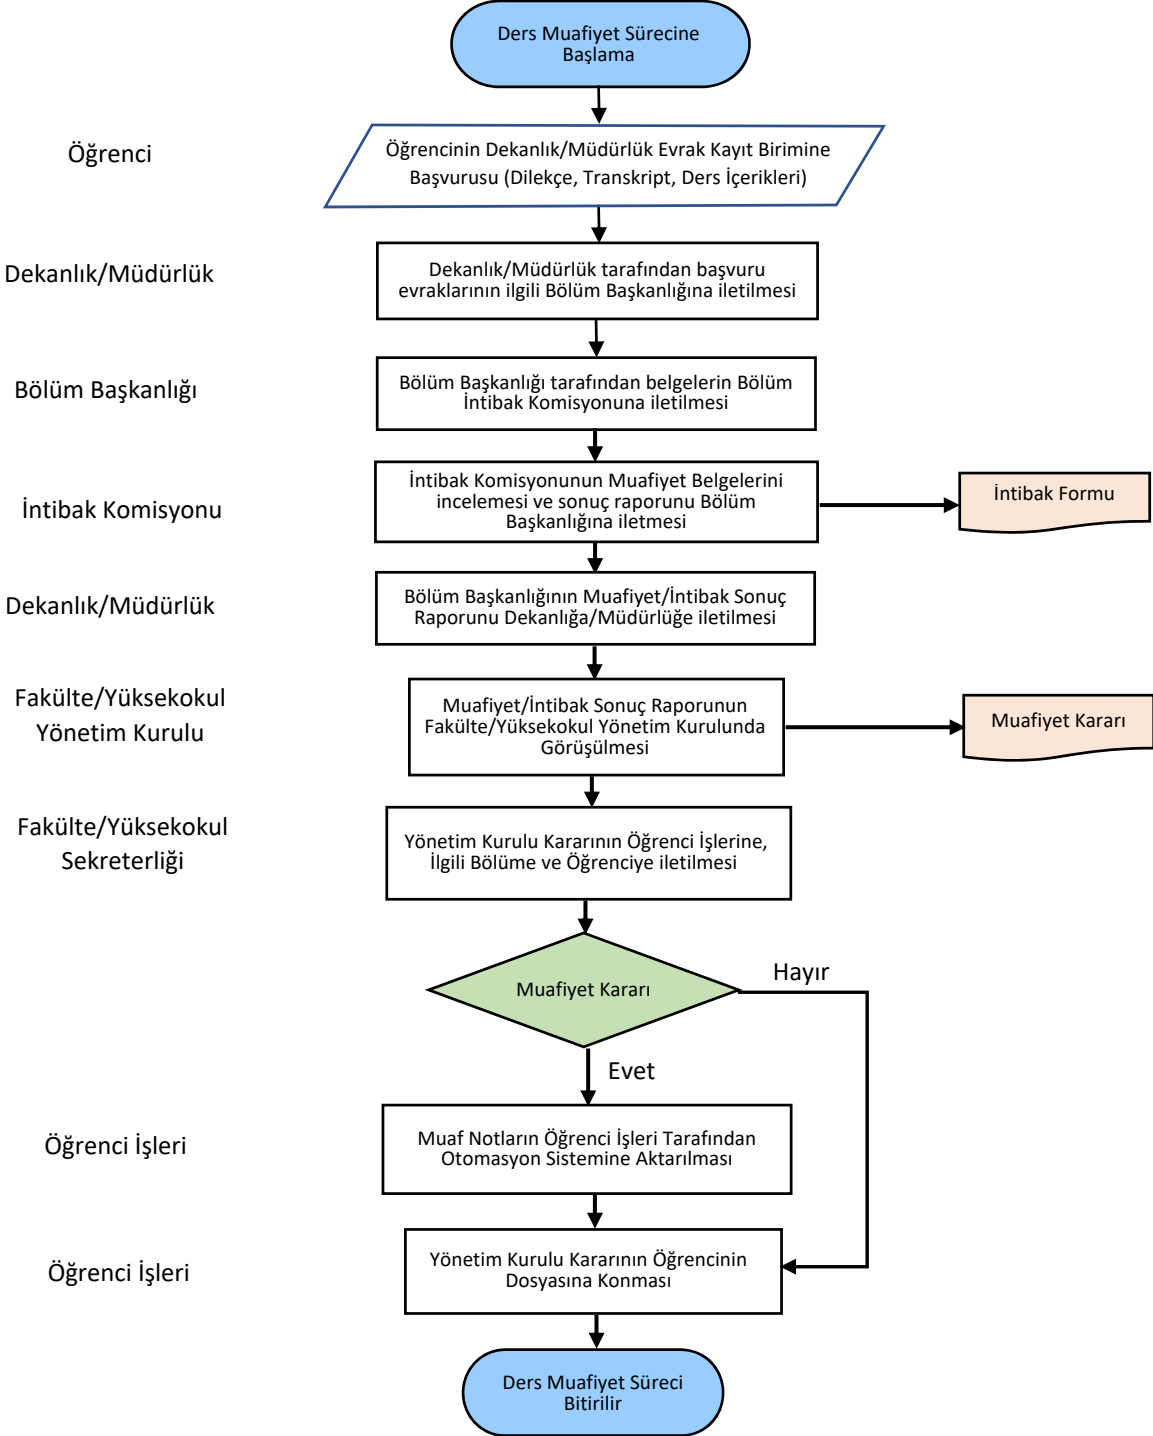 Ders Muafiyet Sürecine
Başlama
Öğrenci
Öğrencinin Dekanlık/Müdürlük Evrak Kayıt Birimine
Başvurusu (Dilekçe, Transkript, Ders İçerikleri)
Dekanlık/Müdürlük
Dekanlık/Müdürlük tarafından başvuru
evraklarının ilgili Bölüm Başkanlığına iletilmesi
Bölüm Başkanlığı
Bölüm Başkanlığı tarafından belgelerin Bölüm
İntibak Komisyonuna iletilmesi
İntibak Komisyonu
İntibak Komisyonunun Muafiyet Belgelerini
incelemesi ve sonuç raporunu Bölüm
Başkanlığına iletmesi
İntibak Formu
Dekanlık/Müdürlük
Bölüm Başkanlığının Muafiyet/İntibak Sonuç
Raporunu Dekanlığa/Müdürlüğe iletilmesi
Fakülte/Yüksekokul
Yönetim Kurulu
Muafiyet/İntibak Sonuç Raporunun
Fakülte/Yüksekokul Yönetim Kurulunda
Görüşülmesi
Muafiyet Kararı
Fakülte/Yüksekokul
Sekreterliği
Yönetim Kurulu Kararının Öğrenci İşlerine,
İlgili Bölüme ve Öğrenciye iletilmesi
Muafiyet Kararı
Hayır
Evet
Öğrenci İşleri
Muaf Notların Öğrenci İşleri Tarafından
Otomasyon Sistemine Aktarılması
Öğrenci İşleri
Yönetim Kurulu Kararının Öğrencinin
Dosyasına Konması
Ders Muafiyet Süreci
Bitirilir